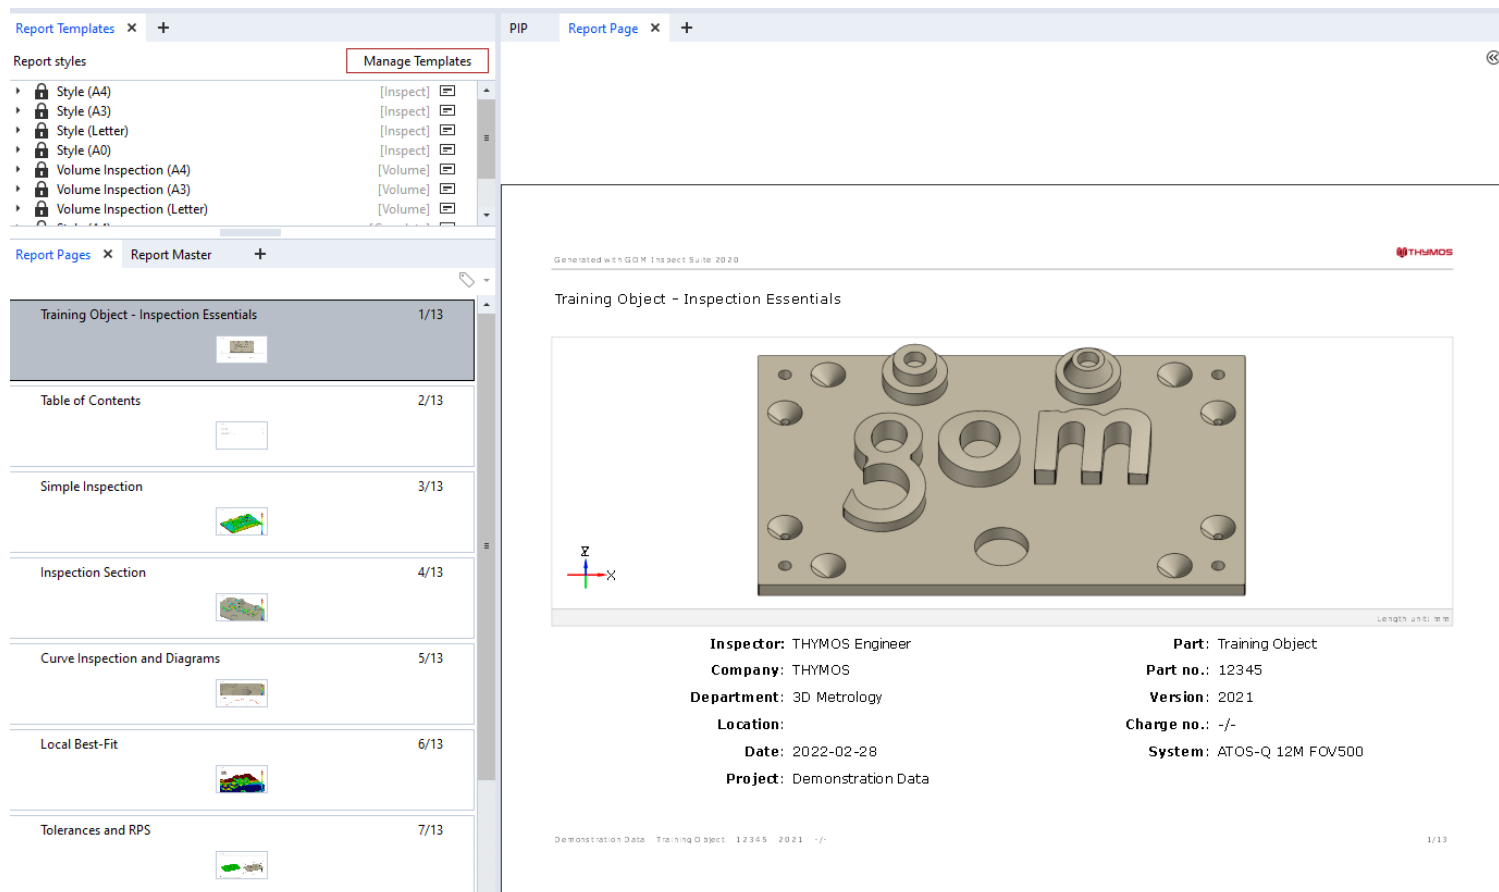 Report Templates
PIP
Report Page
Report styles
Manage Templates
Style (A4) [Inspect]
Style (A3) [Inspect]
Style (Letter) [Inspect]
Style (A0) [Inspect]
Volume Inspection (A4) [Volume]
Volume Inspection (A3) [Volume]
Volume Inspection (Letter) [Volume]
Report Pages
Report Master
Training Object - Inspection Essentials 1/13
Table of Contents 2/13
Simple Inspection 3/13
Inspection Section 4/13
Curve Inspection and Diagrams 5/13
Local Best-Fit 6/13
Tolerances and RPS 7/13
Generated with GOM Inspect Suite 2020
THYMOS
Training Object - Inspection Essentials
gom
Z
X
Length unit: mm
Inspector: THYMOS Engineer
Company: THYMOS
Department: 3D Metrology
Location:
Date: 2022-02-28
Project: Demonstration Data
Part: Training Object
Part no.: 12345
Version: 2021
Charge no.: -/-
System: ATOS-Q 12M FOV500
Demonstration Data Training Object 12345 2021 -/-
1/13